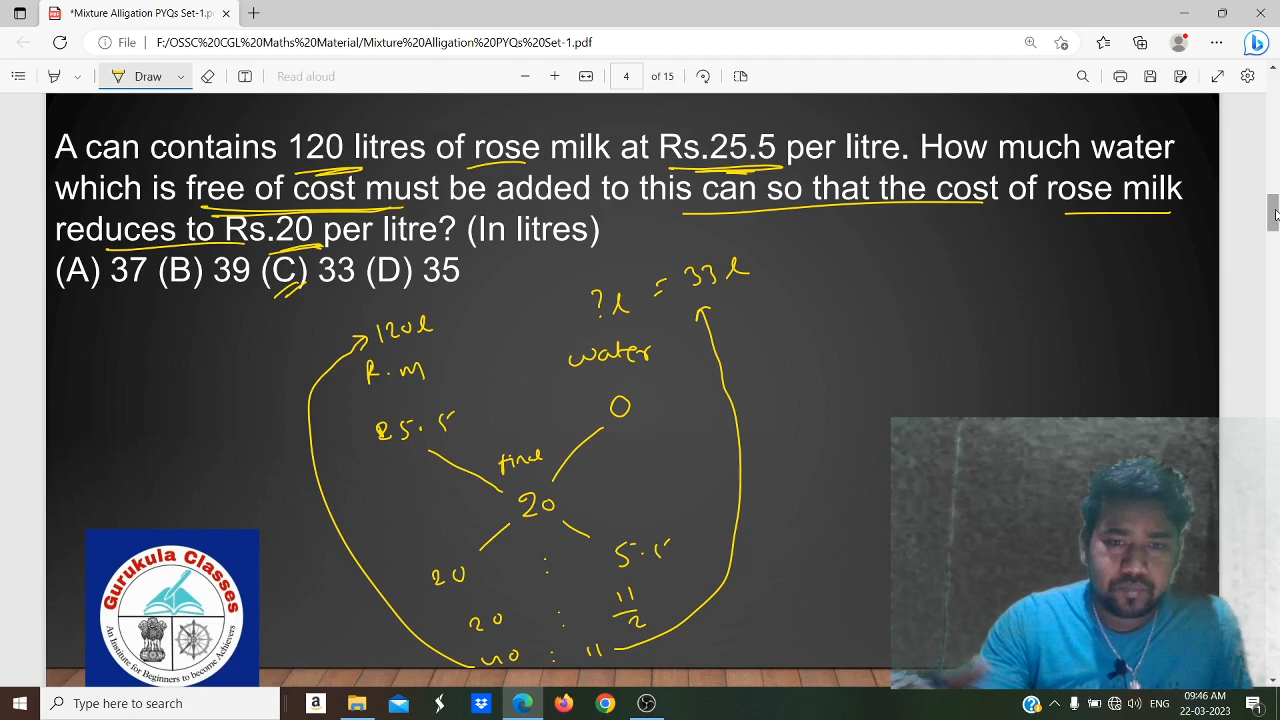 *Mixture Alligation PYQs Set-1.p
File F:/OSSC%20CGL%20Maths%20Material/Mixture%20Alligation%20PYQs%20Set-1.pdf
Draw Read aloud 4 of 15
A can contains 120 litres of rose milk at Rs.25.5 per litre. How much water
which is free of cost must be added to this can so that the cost of rose milk
reduces to Rs.20 per litre? (In litres)
(A) 37 (B) 39 (C) 33 (D) 35
?l = 33 l
120l
water
R.M
0
25.5
final
20
20 : 5.5
20 : 11/2
40 : 11
Gurukula Classes
An Institute for Beginners to become Achievers
Type here to search
09:46 AM
ENG
22-03-2023